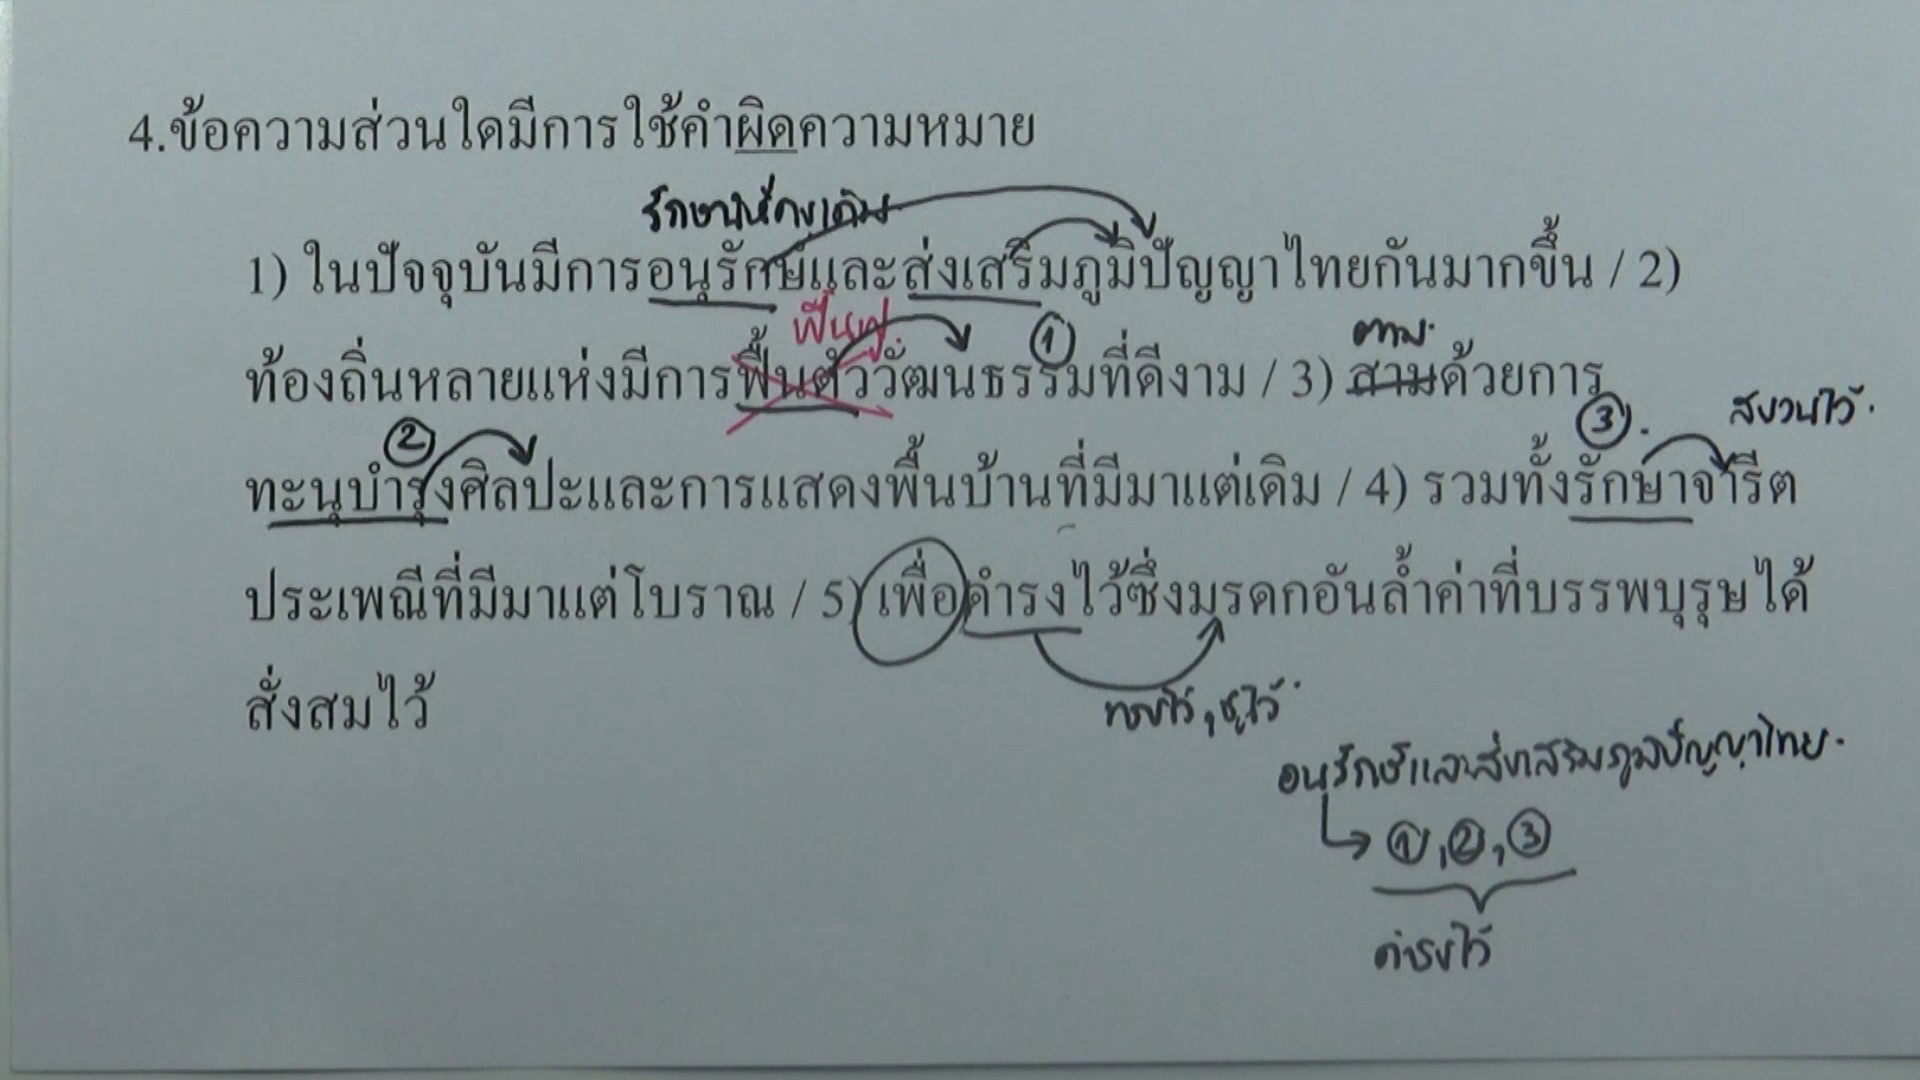 4.ข้อความส่วนใดมีการใช้คำผิดความหมาย
รักษาให้คงเดิม
1) ในปัจจุบันมีการอนุรักษ์และส่งเสริมภูมิปัญญาไทยกันมากขึ้น / 2)
ฟื้นฟู
① ตาม
ท้องถิ่นหลายแห่งมีการฟื้นตัววัฒนธรรมที่ดีงาม / 3) สามด้วยการ
② ③ สงวนไว้
ทะนุบำรุงศิลปะและการแสดงพื้นบ้านที่มีมาแต่เดิม / 4) รวมทั้งรักษาจารีต
ประเพณีที่มีมาแต่โบราณ / 5) เพื่อดำรงไว้ซึ่งมรดกอันล้ำค่าที่บรรพบุรุษได้
สั่งสมไว้
ทรงไว้, ชูไว้
อนุรักษ์และส่งเสริมภูมิปัญญาไทย
①, ②, ③
ดำรงไว้